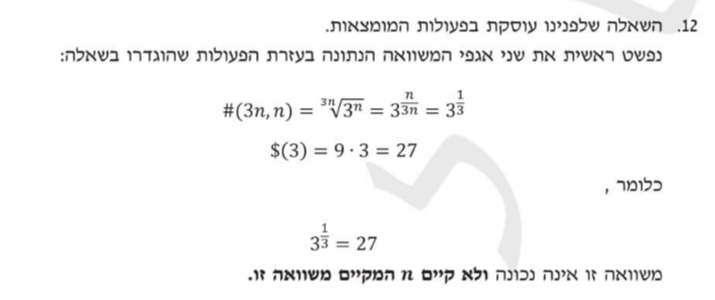 12. השאלה שלפנינו עוסקת בפעולות המומצאות.
נפשט ראשית את שני אגפי המשוואה הנתונה בעזרת הפעולות שהוגדרו בשאלה:
#(3n, n) = \sqrt[3n]{3^n} = 3^{\frac{n}{3n}} = 3^{\frac{1}{3}}
$(3) = 9 · 3 = 27
כלומר ,
3^{\frac{1}{3}} = 27
משוואה זו אינה נכונה ולא קיים n המקיים משוואה זו.